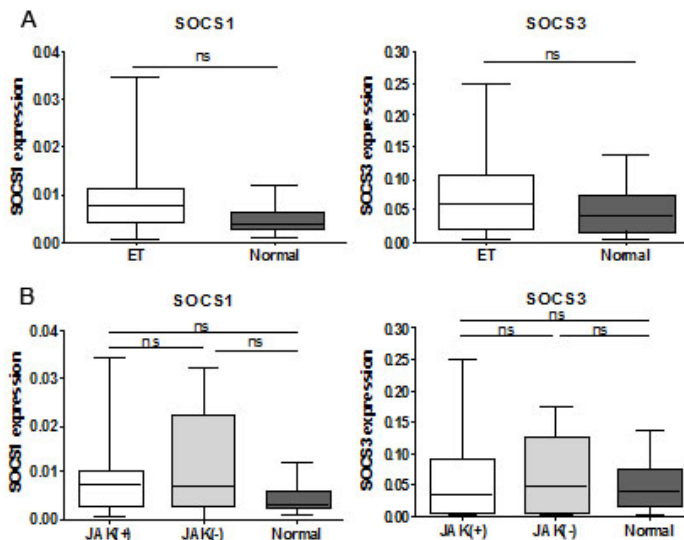 A
SOCS1
SOCS1 expression
0.04
0.03
0.02
0.01
0.00
ns
ET
Normal
SOCS3
SOCS3 expression
0.30
0.25
0.20
0.15
0.10
0.05
0.00
ns
ET
Normal
B
SOCS1
SOCS1 expression
0.04
0.03
0.02
0.01
0.00
ns
n.s
ns
JAK(+)
JAK(-)
Normal
SOCS3
SOCS3 expression
0.30
0.25
0.20
0.15
0.10
0.05
0.00
ns
ns
ns
JAK(+)
JAK(-)
Normal